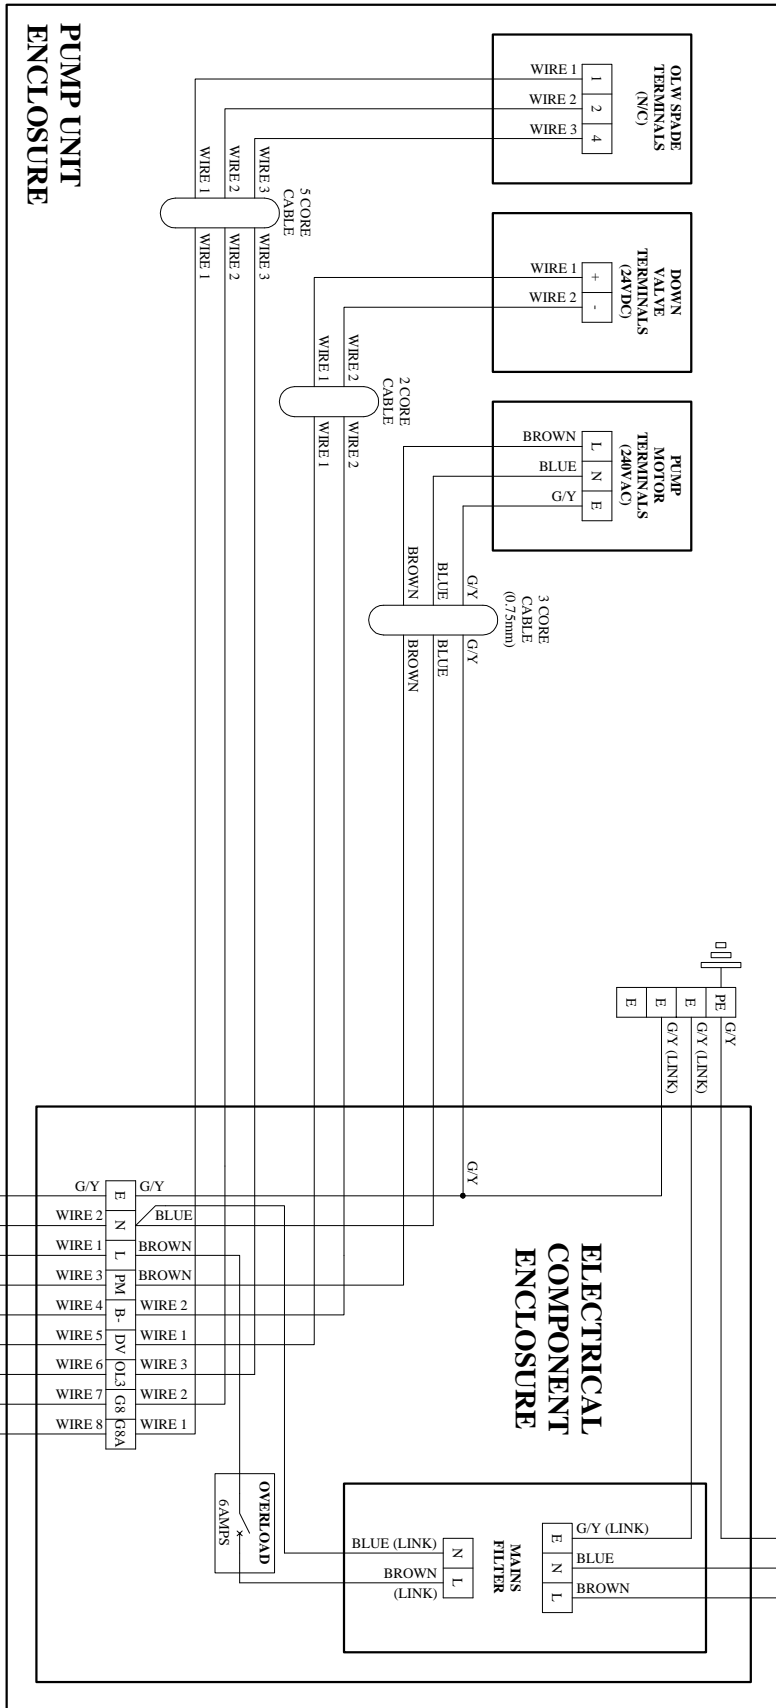 PUMP UNIT
ENCLOSURE
OLW SPADE
TERMINALS
(N/C)
WIRE 1
WIRE 2
WIRE 3
1
2
4
WIRE 1
WIRE 2
WIRE 3
5 CORE
CABLE
WIRE 1
WIRE 2
WIRE 3
DOWN
VALVE
TERMINALS
(24VDC)
WIRE 1
WIRE 2
+
-
WIRE 1
WIRE 2
2 CORE
CABLE
WIRE 1
WIRE 2
PUMP
MOTOR
TERMINALS
(240VAC)
BROWN
BLUE
G/Y
L
N
E
BROWN
BLUE
G/Y
3 CORE
CABLE
(0.75mm)
BROWN
BLUE
G/Y
E
E
E
PE
G/Y (LINK)
G/Y (LINK)
G/Y
G/Y
ELECTRICAL
COMPONENT
ENCLOSURE
G/Y E G/Y
WIRE 2 N BLUE
WIRE 1 L BROWN
WIRE 3 PM BROWN
WIRE 4 B- WIRE 2
WIRE 5 DV WIRE 1
WIRE 6 OL3 WIRE 3
WIRE 7 G8 WIRE 2
WIRE 8 G8A WIRE 1
OVERLOAD
6AMPS
MAINS
FILTER
BLUE (LINK)
BROWN
(LINK)
N
L
E
N
L
G/Y (LINK)
BLUE
BROWN